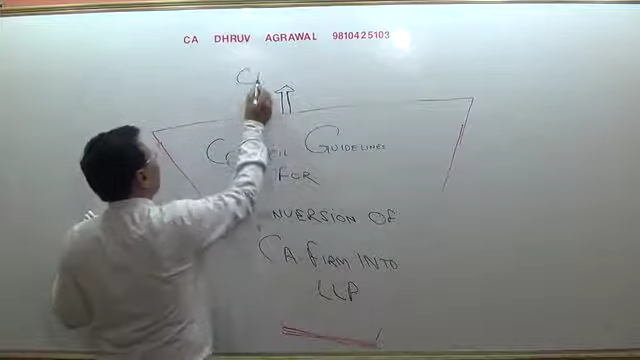 CA DHRUV AGRAWAL 9810425103
C
GUIDELINES
FOR
NVERSION OF
CA. FIRM INTO
LLP